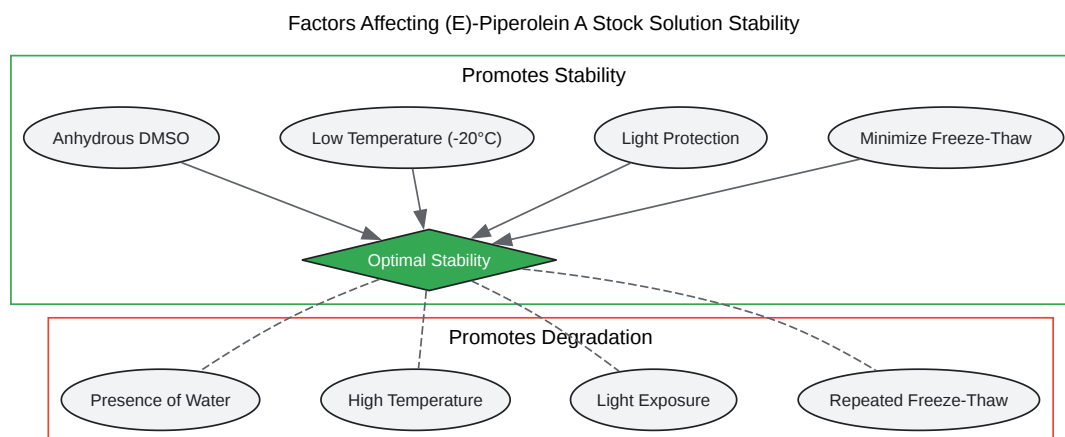 Factors Affecting (E)-Piperolein A Stock Solution Stability
Promotes Stability
Anhydrous DMSO
Low Temperature (-20°C)
Light Protection
Minimize Freeze-Thaw
Optimal Stability
Promotes Degradation
Presence of Water
High Temperature
Light Exposure
Repeated Freeze-Thaw